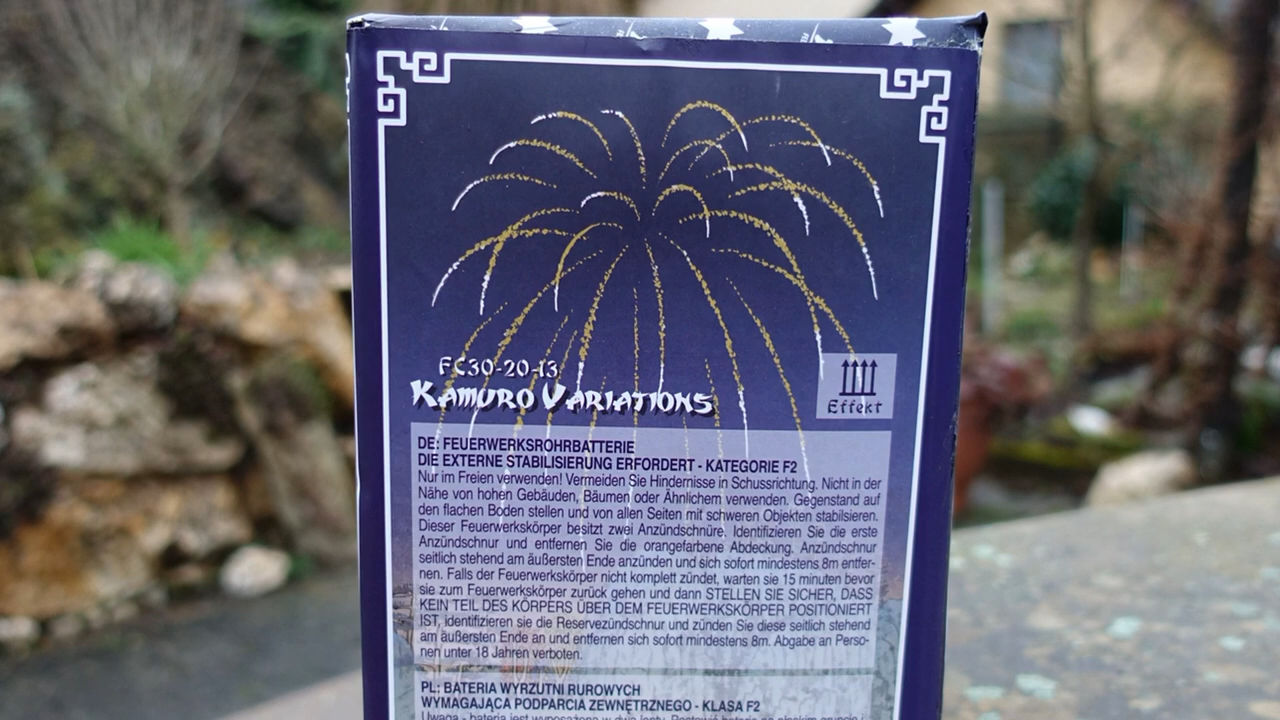 FC30-20-13
KAMURO VARIATIONS
Effekt
DE: FEUERWERKSROHRBATTERIE
DIE EXTERNE STABILISIERUNG ERFORDERT - KATEGORIE F2
Nur im Freien verwenden! Vermeiden Sie Hindernisse in Schussrichtung. Nicht in der
Nähe von hohen Gebäuden, Bäumen oder Ähnlichem verwenden. Gegenstand auf
den flachen Boden stellen und von allen Seiten mit schweren Objekten stabilsieren.
Dieser Feuerwerkskörper besitzt zwei Anzündschnüre. Identifizieren Sie die erste
Anzündschnur und entfernen Sie die orangefarbene Abdeckung. Anzündschnur
seitlich stehend am äußersten Ende anzünden und sich sofort mindestens 8m entfer-
nen. Falls der Feuerwerkskörper nicht komplett zündet, warten sie 15 minuten bevor
sie zum Feuerwerkskörper zurück gehen und dann STELLEN SIE SICHER, DASS
KEIN TEIL DES KÖRPERS ÜBER DEM FEUERWERKSKÖRPER POSITIONIERT
IST, identifizieren sie die Reservezündschnur und zünden Sie diese seitlich stehend
am äußersten Ende an und entfernen sich sofort mindestens 8m. Abgabe an Perso-
nen unter 18 Jahren verboten.
PL: BATERIA WYRZUTNI RUROWYCH
WYMAGAJĄCA PODPARCIA ZEWNĘTRZNEGO - KLASA F2